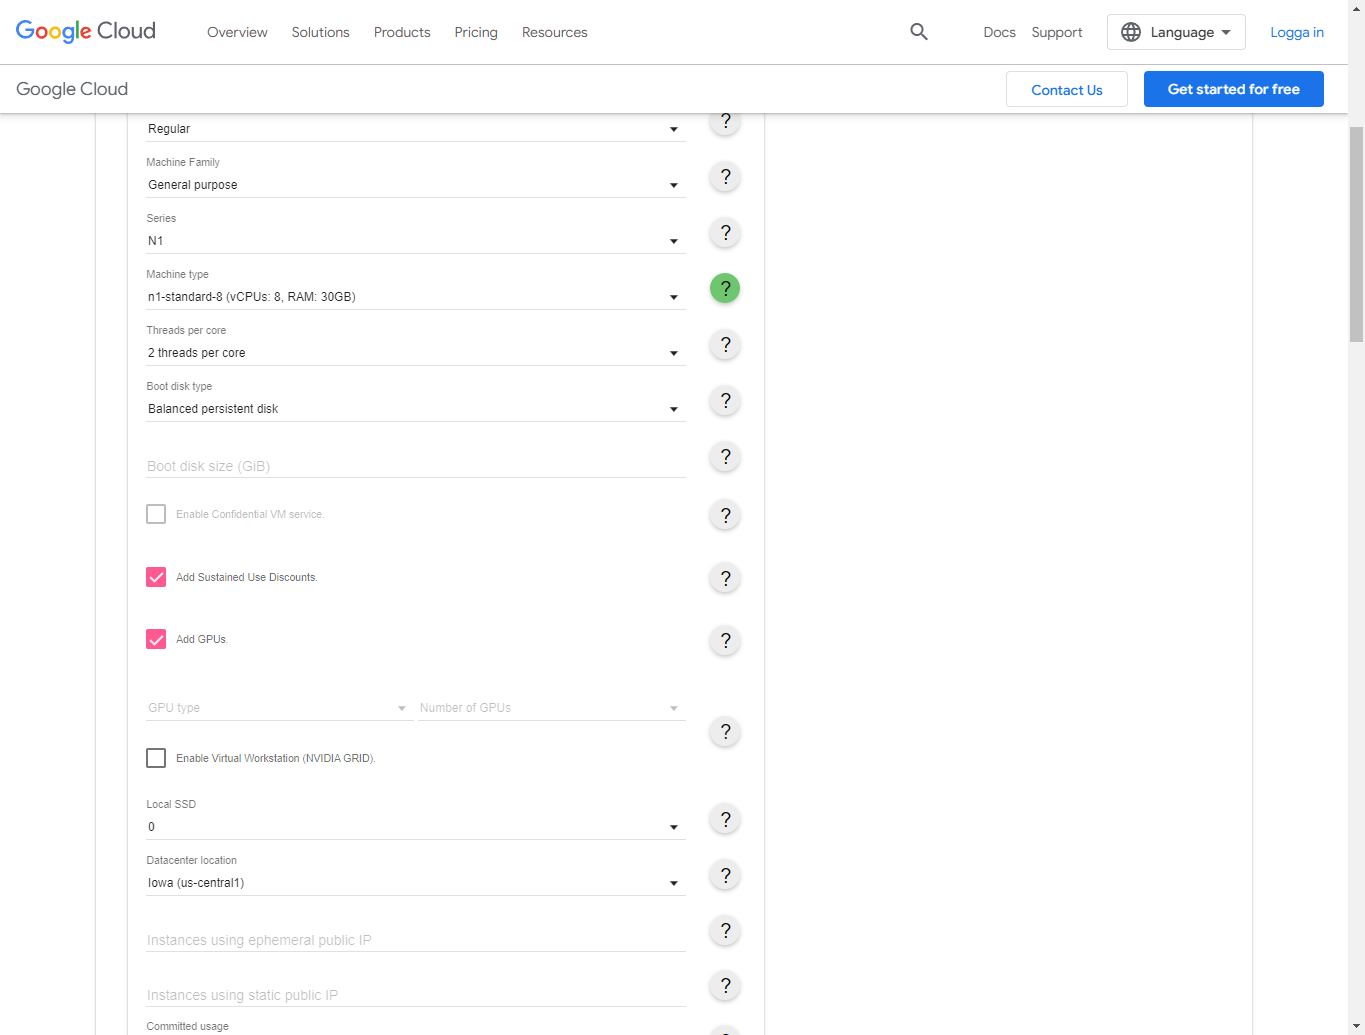 Google Cloud
Overview
Solutions
Products
Pricing
Resources
Docs
Support
Language
Logga in
Google Cloud
Contact Us
Get started for free
Regular
?
Machine Family
General purpose
?
Series
N1
?
Machine type
n1-standard-8 (vCPUs: 8, RAM: 30GB)
?
Threads per core
2 threads per core
?
Boot disk type
Balanced persistent disk
?
Boot disk size (GiB)
?
Enable Confidential VM service.
?
Add Sustained Use Discounts.
?
Add GPUs.
?
GPU type
Number of GPUs
?
Enable Virtual Workstation (NVIDIA GRID).
Local SSD
0
?
Datacenter location
Iowa (us-central1)
?
Instances using ephemeral public IP
?
Instances using static public IP
?
Committed usage